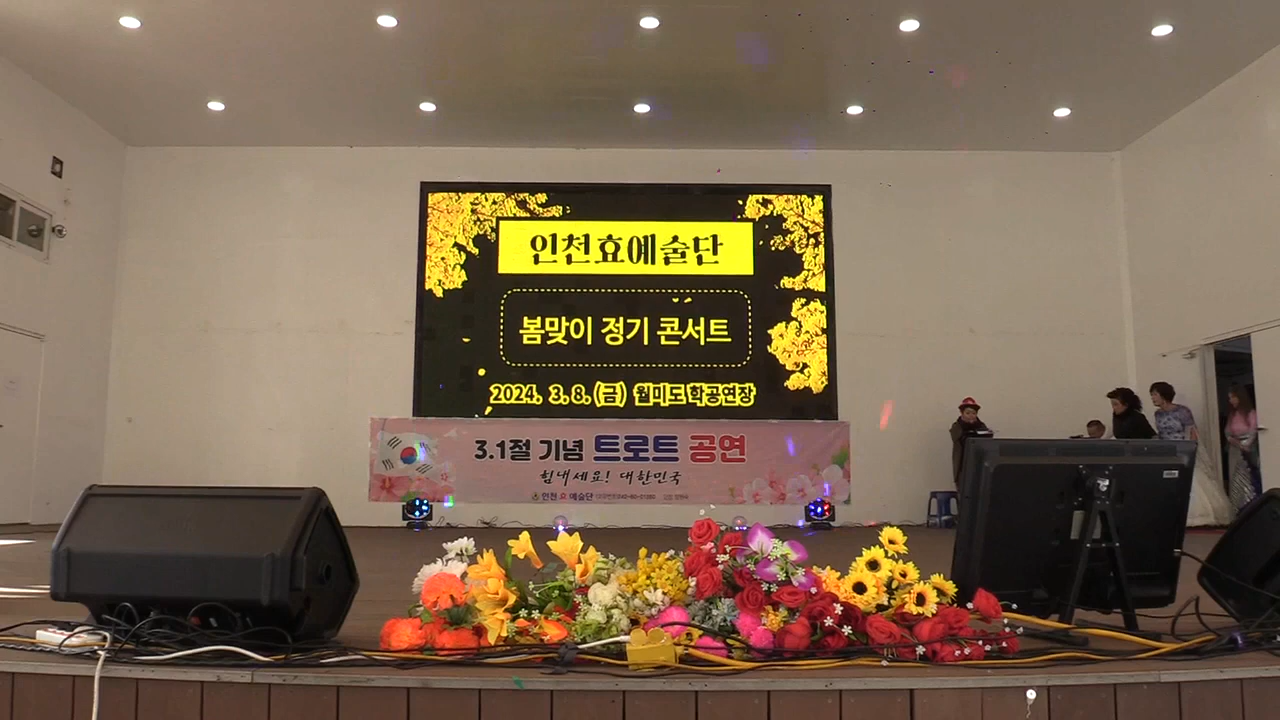 인천효예술단
봄맞이 정기 콘서트
2024. 3. 8. (금) 월미도 학공연장
3.1절 기념 트로트 공연
힘내세요! 대한민국
인천 효 예술단